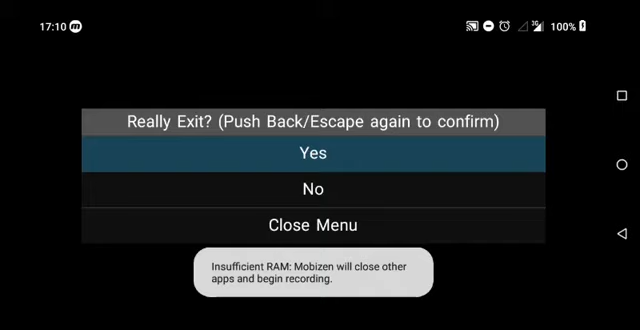 17:10
3G
100%
Really Exit? (Push Back/Escape again to confirm)
Yes
No
Close Menu
Insufficient RAM: Mobizen will close other
apps and begin recording.